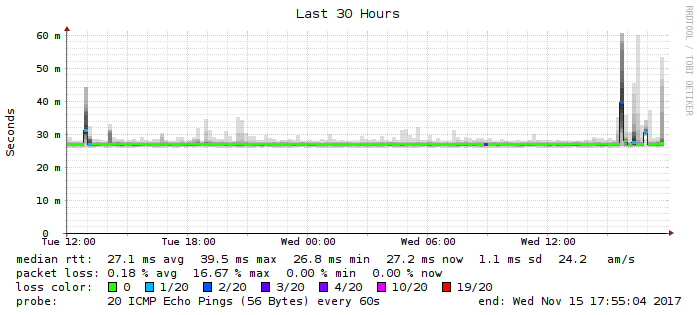 Last 30 Hours
RRDTOOL / TOBI OETIKER
Seconds
60 m
50 m
40 m
30 m
20 m
10 m
0
Tue 12:00 Tue 18:00 Wed 00:00 Wed 06:00 Wed 12:00
median rtt: 27.1 ms avg 39.5 ms max 26.8 ms min 27.2 ms now 1.1 ms sd 24.2 am/s
packet loss: 0.18 % avg 16.67 % max 0.00 % min 0.00 % now
loss color: 0 1/20 2/20 3/20 4/20 10/20 19/20
probe: 20 ICMP Echo Pings (56 Bytes) every 60s end: Wed Nov 15 17:55:04 2017